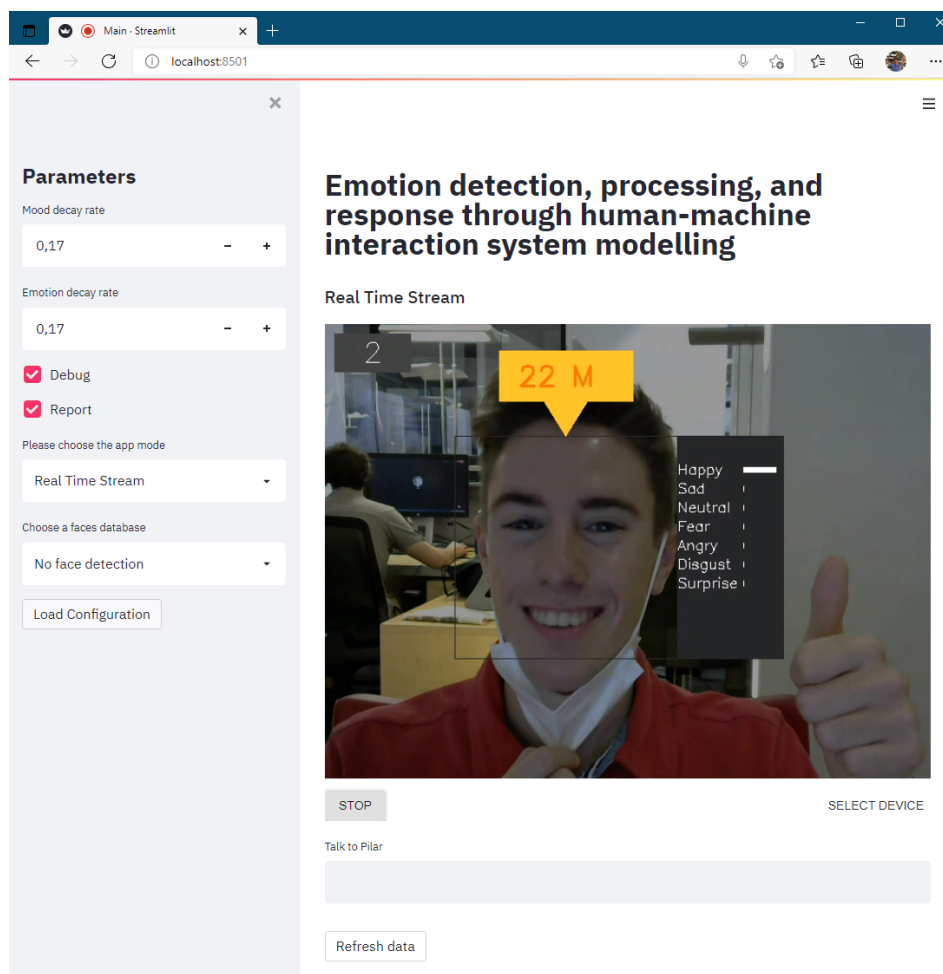 Main - Streamlit
localhost:8501
Parameters
Mood decay rate
0,17 - +
Emotion decay rate
0,17 - +
Debug
Report
Please choose the app mode
Real Time Stream
Choose a faces database
No face detection
Load Configuration
Emotion detection, processing, and
response through human-machine
interaction system modelling
Real Time Stream
2
22 M
Happy
Sad
Neutral
Fear
Angry
Disgust
Surprise
STOP
SELECT DEVICE
Talk to Pilar
Refresh data